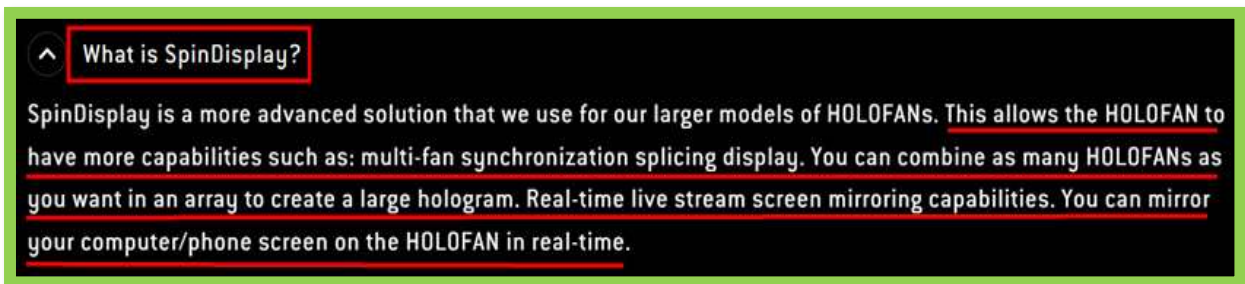 What is SpinDisplay?
SpinDisplay is a more advanced solution that we use for our larger models of HOLOFANs. This allows the HOLOFAN to
have more capabilities such as: multi-fan synchronization splicing display. You can combine as many HOLOFANs as
you want in an array to create a large hologram. Real-time live stream screen mirroring capabilities. You can mirror
your computer/phone screen on the HOLOFAN in real-time.